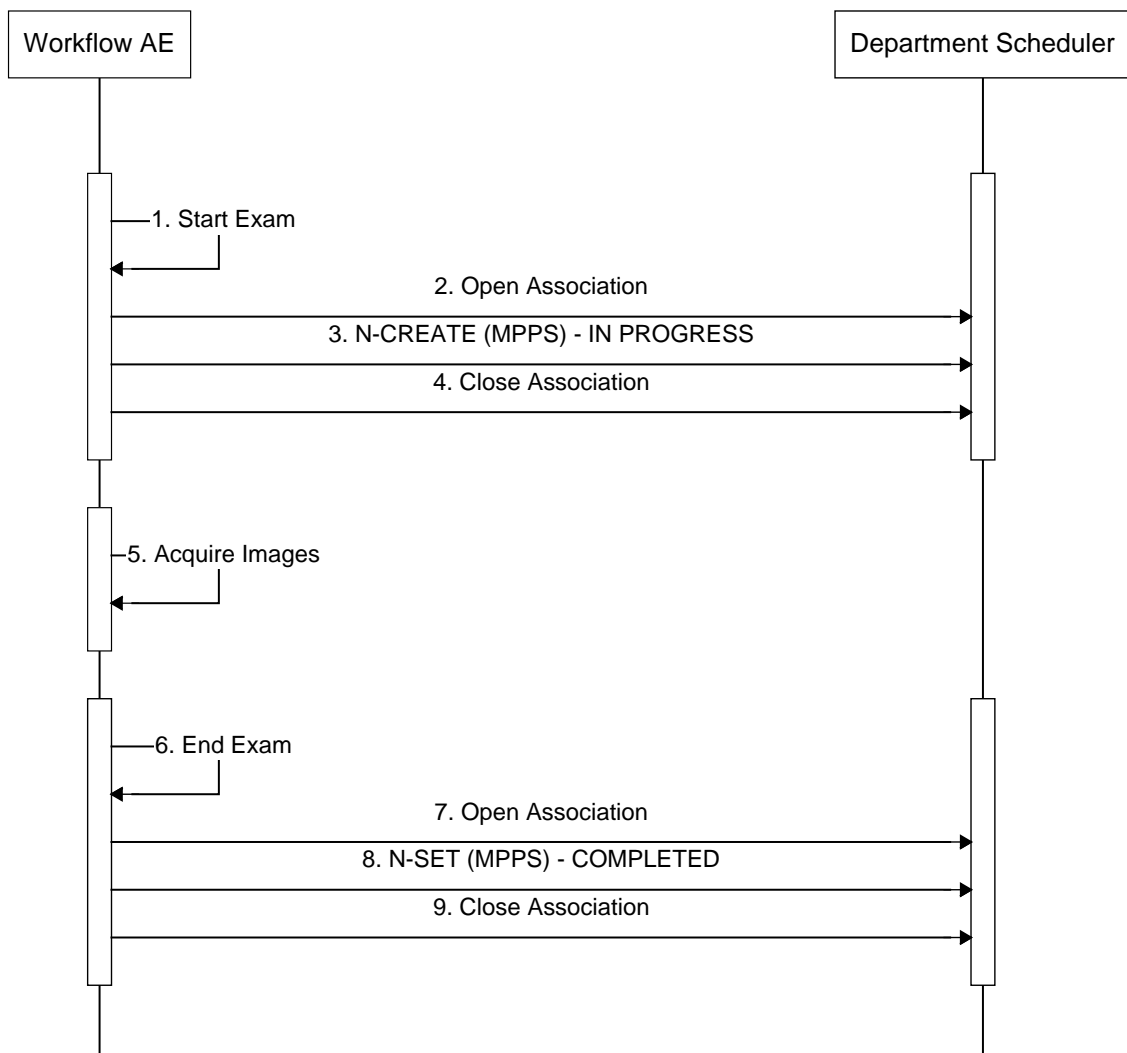 Workflow AE
Department Scheduler
1. Start Exam
2. Open Association
3. N-CREATE (MPPS) - IN PROGRESS
4. Close Association
5. Acquire Images
6. End Exam
7. Open Association
8. N-SET (MPPS) - COMPLETED
9. Close Association